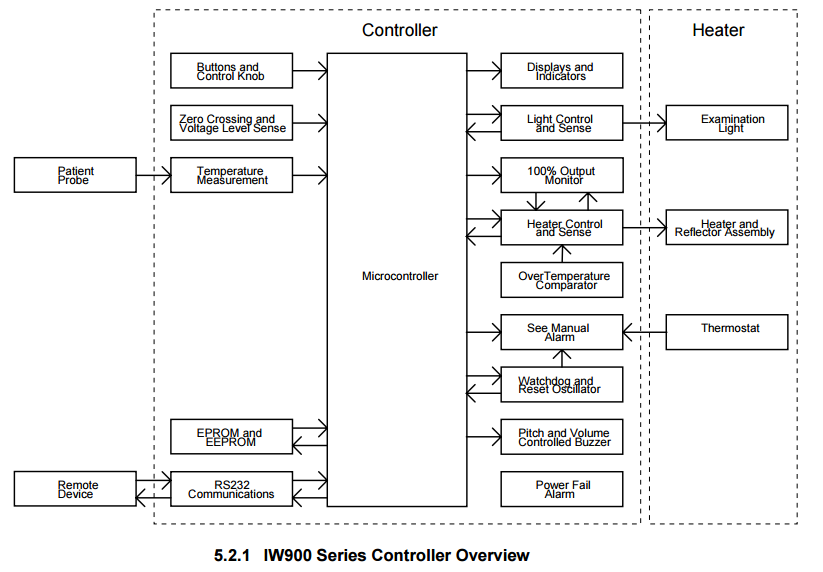 Controller
Heater
Buttons and
Control Knob
Displays and
Indicators
Zero Crossing and
Voltage Level Sense
Light Control
and Sense
Examination
Light
Patient
Probe
Temperature
Measurement
100% Output
Monitor
Heater Control
and Sense
Heater and
Reflector Assembly
Microcontroller
OverTemperature
Comparator
See Manual
Alarm
Thermostat
Watchdog and
Reset Oscillator
EPROM and
EEPROM
Pitch and Volume
Controlled Buzzer
Remote
Device
RS232
Communications
Power Fail
Alarm
5.2.1 IW900 Series Controller Overview